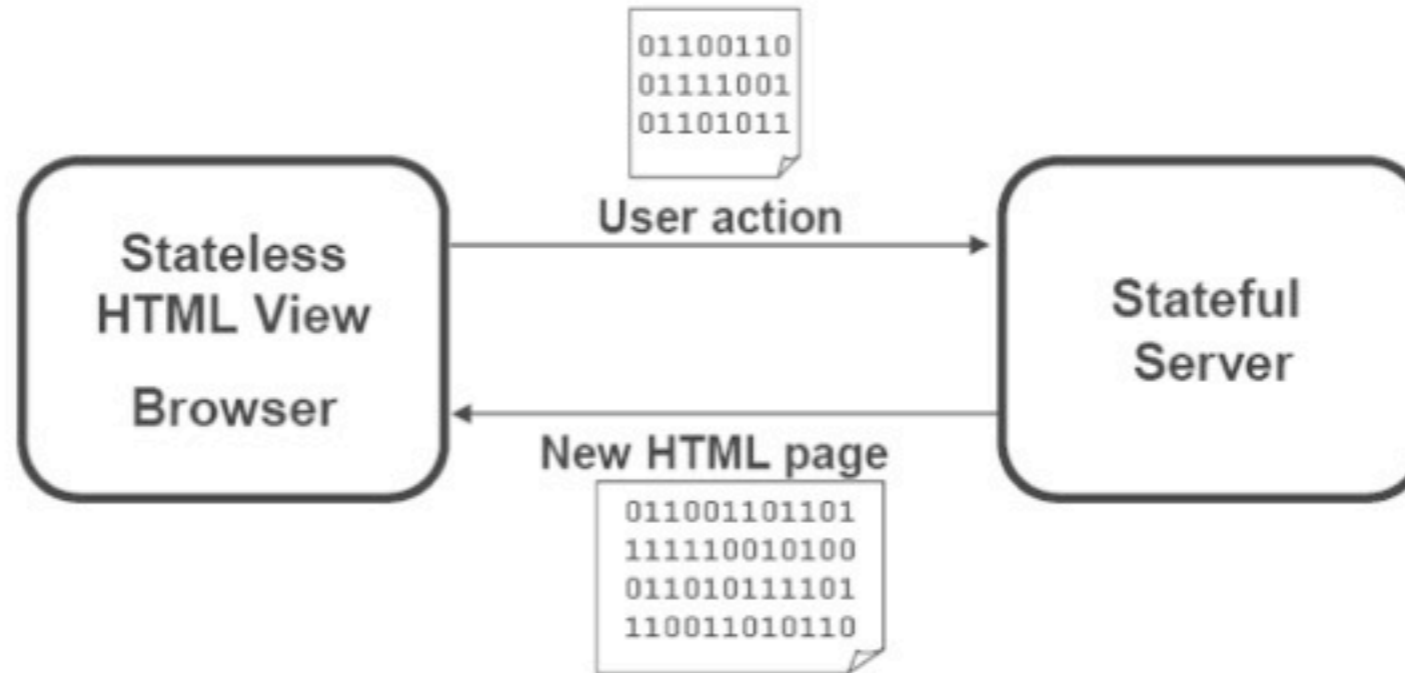 01100110
01111001
01101011
User action
Stateless
HTML View
Browser
Stateful
Server
New HTML page
011001101101
111110010100
011010111101
110011010110